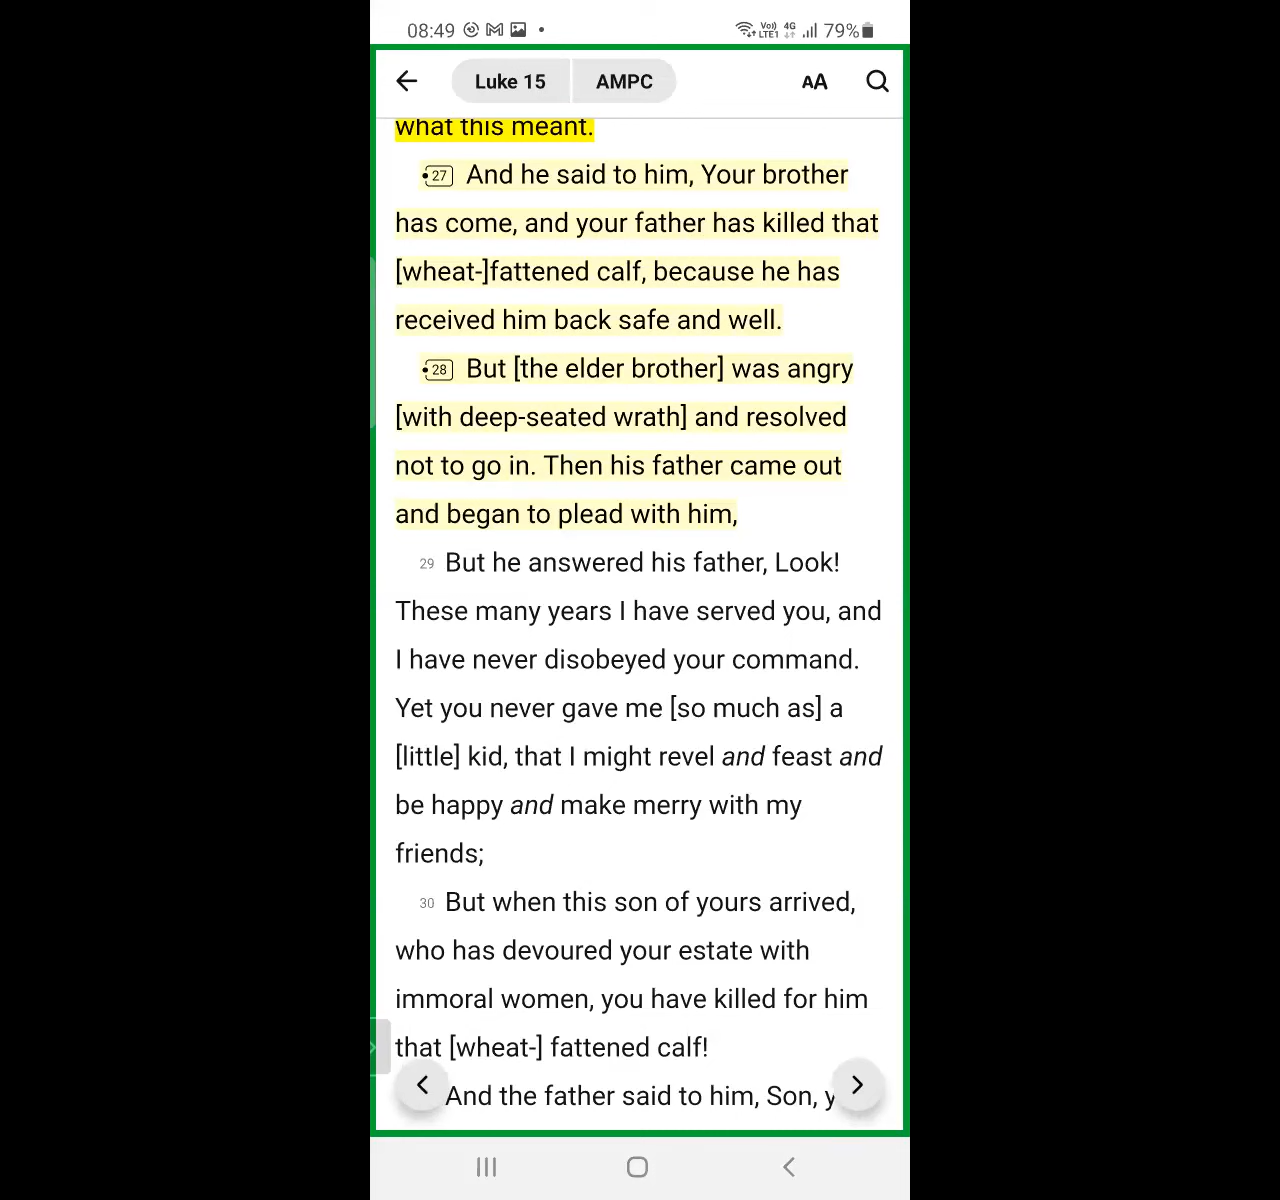 08:49 Vo)) LTE1 4G 79%
Luke 15 AMPC AA
what this meant.
27 And he said to him, Your brother
has come, and your father has killed that
[wheat-]fattened calf, because he has
received him back safe and well.
28 But [the elder brother] was angry
[with deep-seated wrath] and resolved
not to go in. Then his father came out
and began to plead with him,
29 But he answered his father, Look!
These many years I have served you, and
I have never disobeyed your command.
Yet you never gave me [so much as] a
[little] kid, that I might revel and feast and
be happy and make merry with my
friends;
30 But when this son of yours arrived,
who has devoured your estate with
immoral women, you have killed for him
that [wheat-] fattened calf!
And the father said to him, Son, y